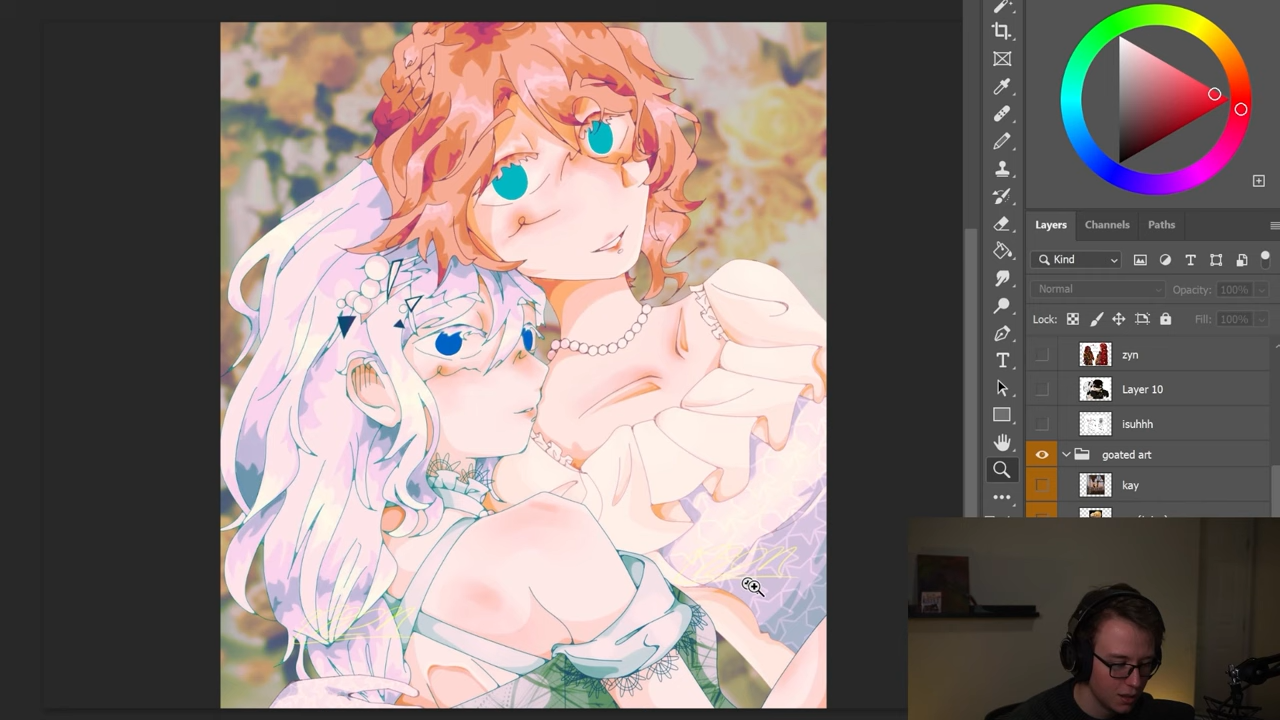 Layers Channels Paths
Kind
Normal Opacity: 100%
Lock: Fill: 100%
zyn
Layer 10
isuhhh
goated art
kay